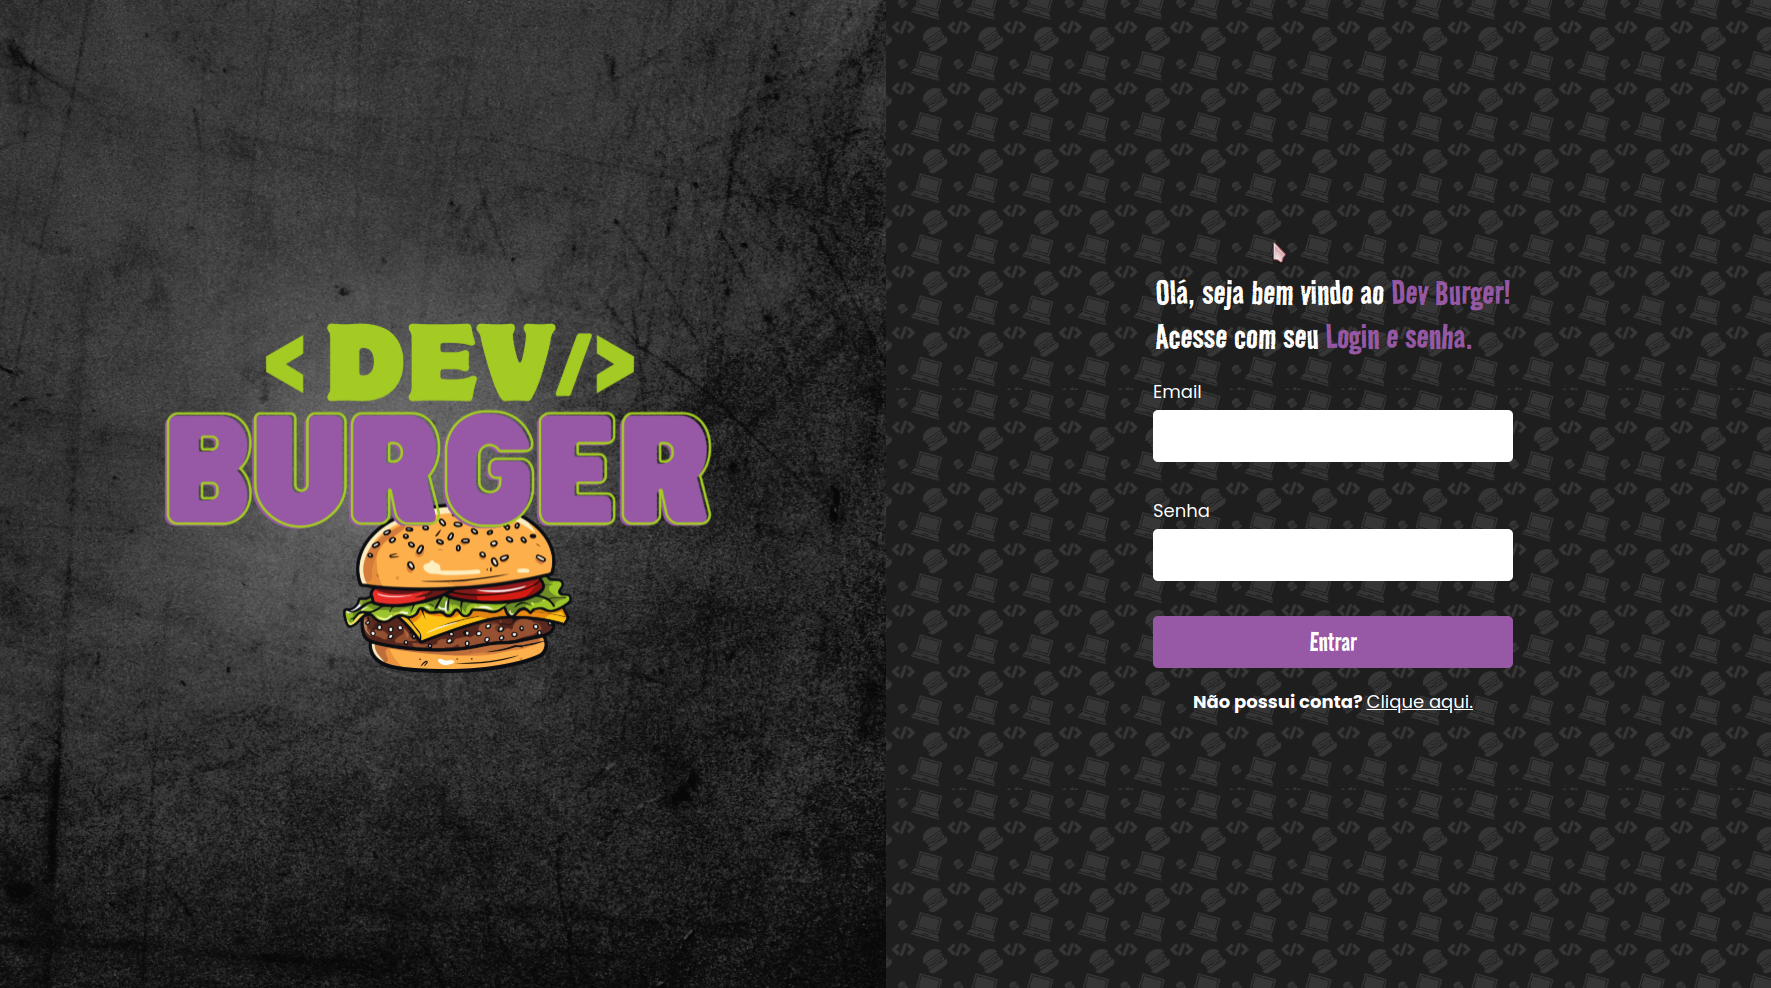 < DEV/>
BURGER
Olá, seja bem vindo ao Dev Burger!
Acesse com seu Login e senha.
Email
Senha
Entrar
Não possui conta? Clique aqui.